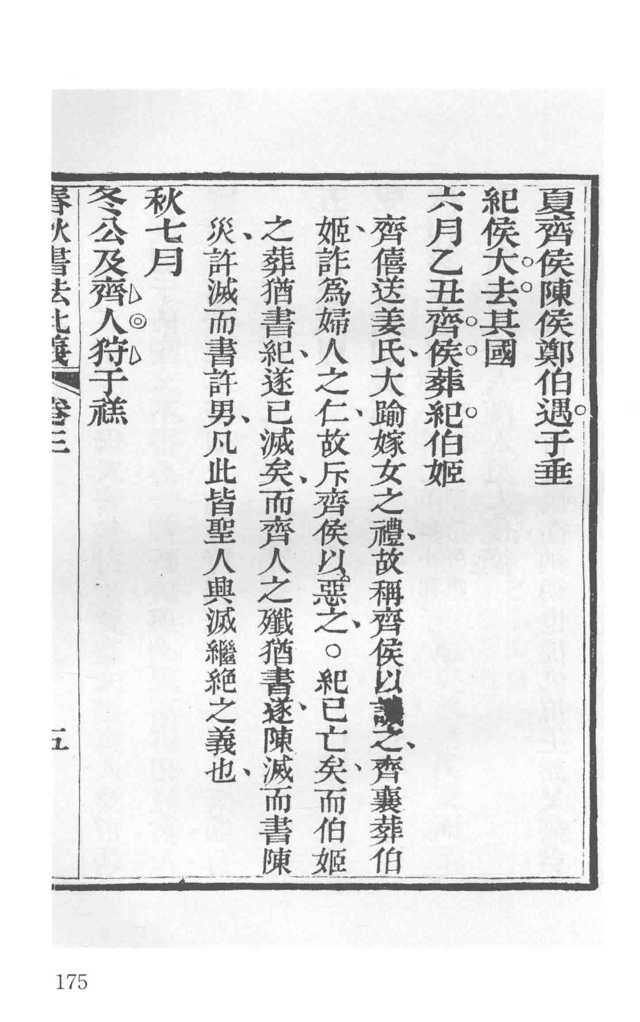 夏齊侯陳侯鄭伯遇于垂
紀侯大去其國
六月乙丑齊侯葬紀伯姬
齊僖送姜氏大踰嫁女之禮故稱齊侯以譏之齊襄葬伯
姬詐爲婦人之仁故斥齊侯以惡之○紀已亡矣而伯姬
之葬猶書紀遂已滅矣而齊人之殲猶書遂陳滅而書陳
災許滅而書許男凡此皆聖人興滅繼絶之義也
秋七月
冬公及齊人狩于禚
春秋書法比義 卷三 五
175